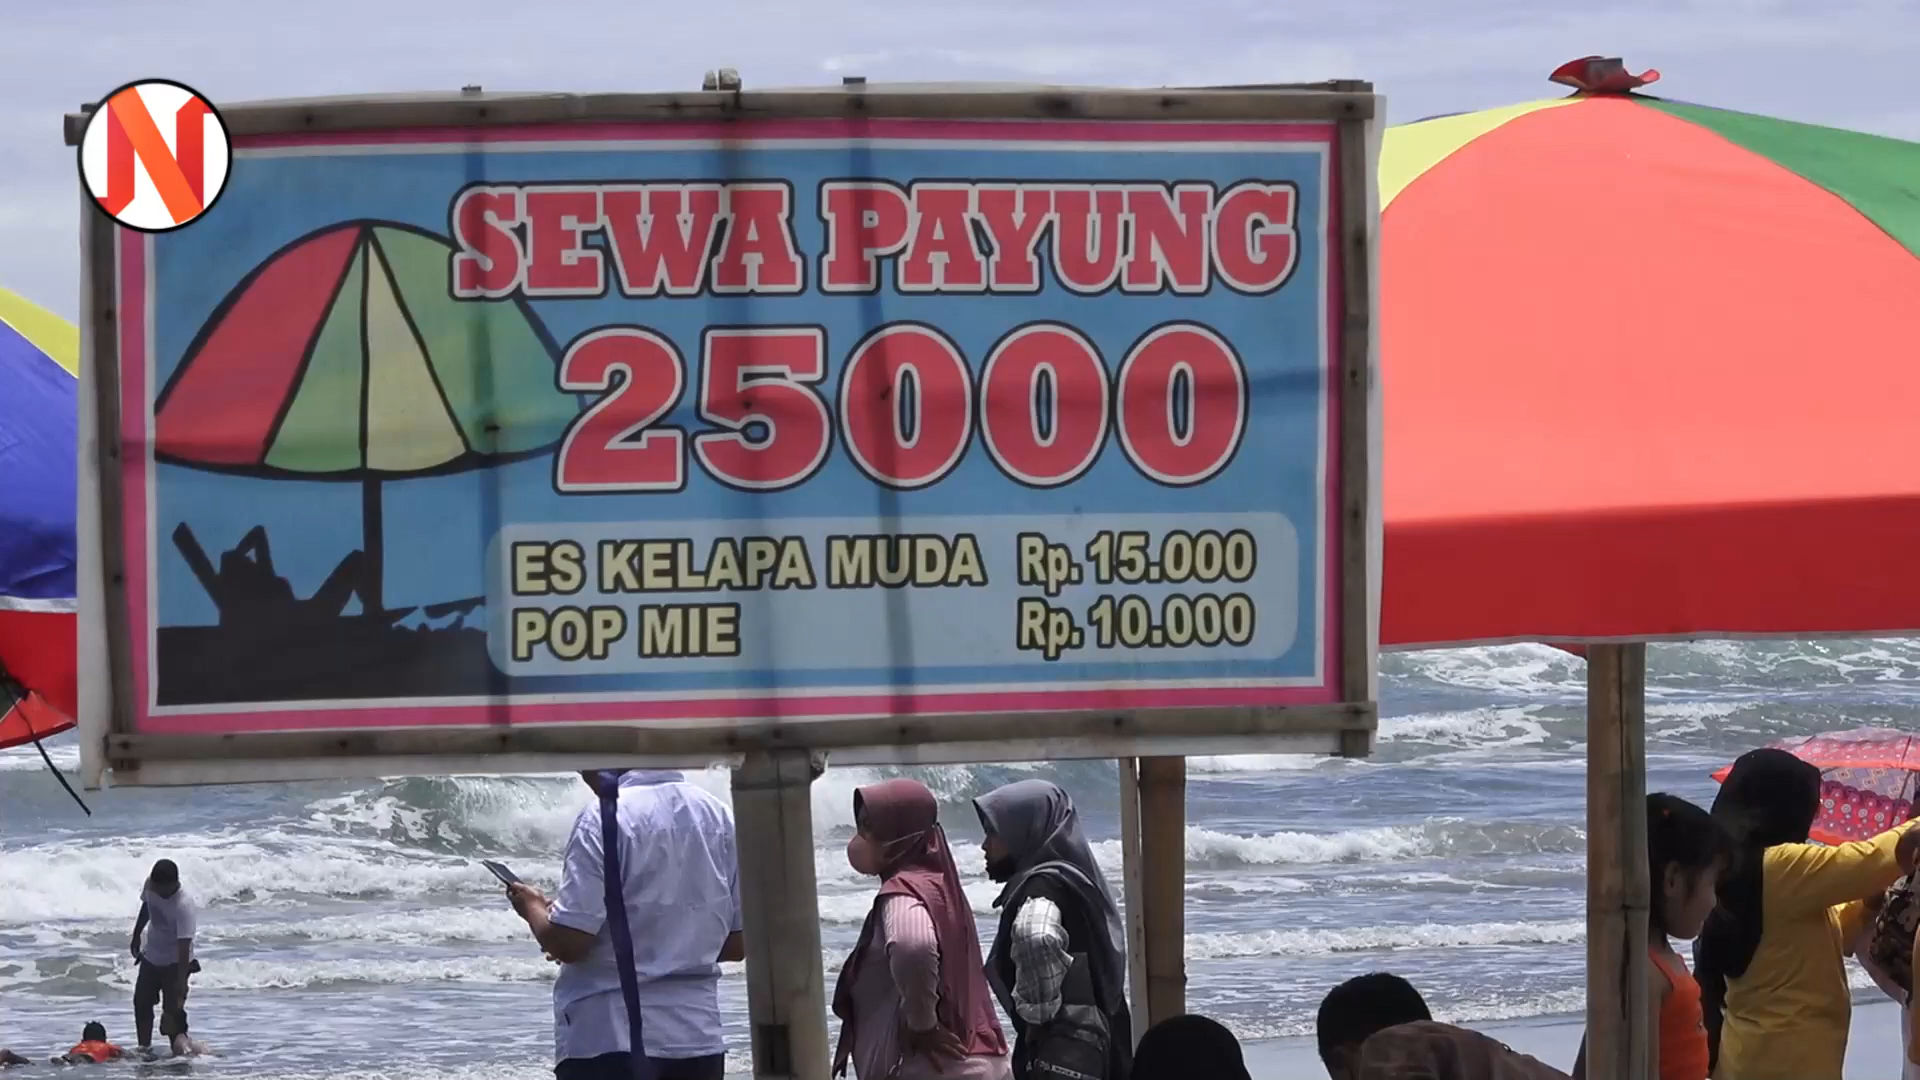 N
SEWA PAYUNG
25000
ES KELAPA MUDA Rp. 15.000
POP MIE Rp. 10.000